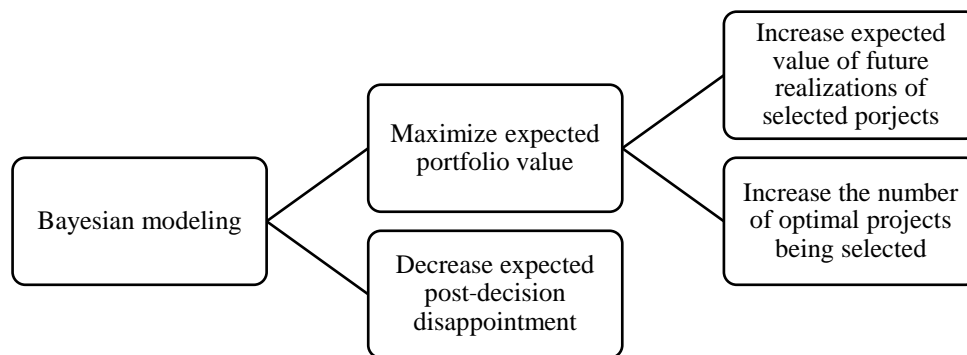 Bayesian modeling
Maximize expected
portfolio value
Decrease expected
post-decision
disappointment
Increase expected
value of future
realizations of
selected porjects
Increase the number
of optimal projects
being selected